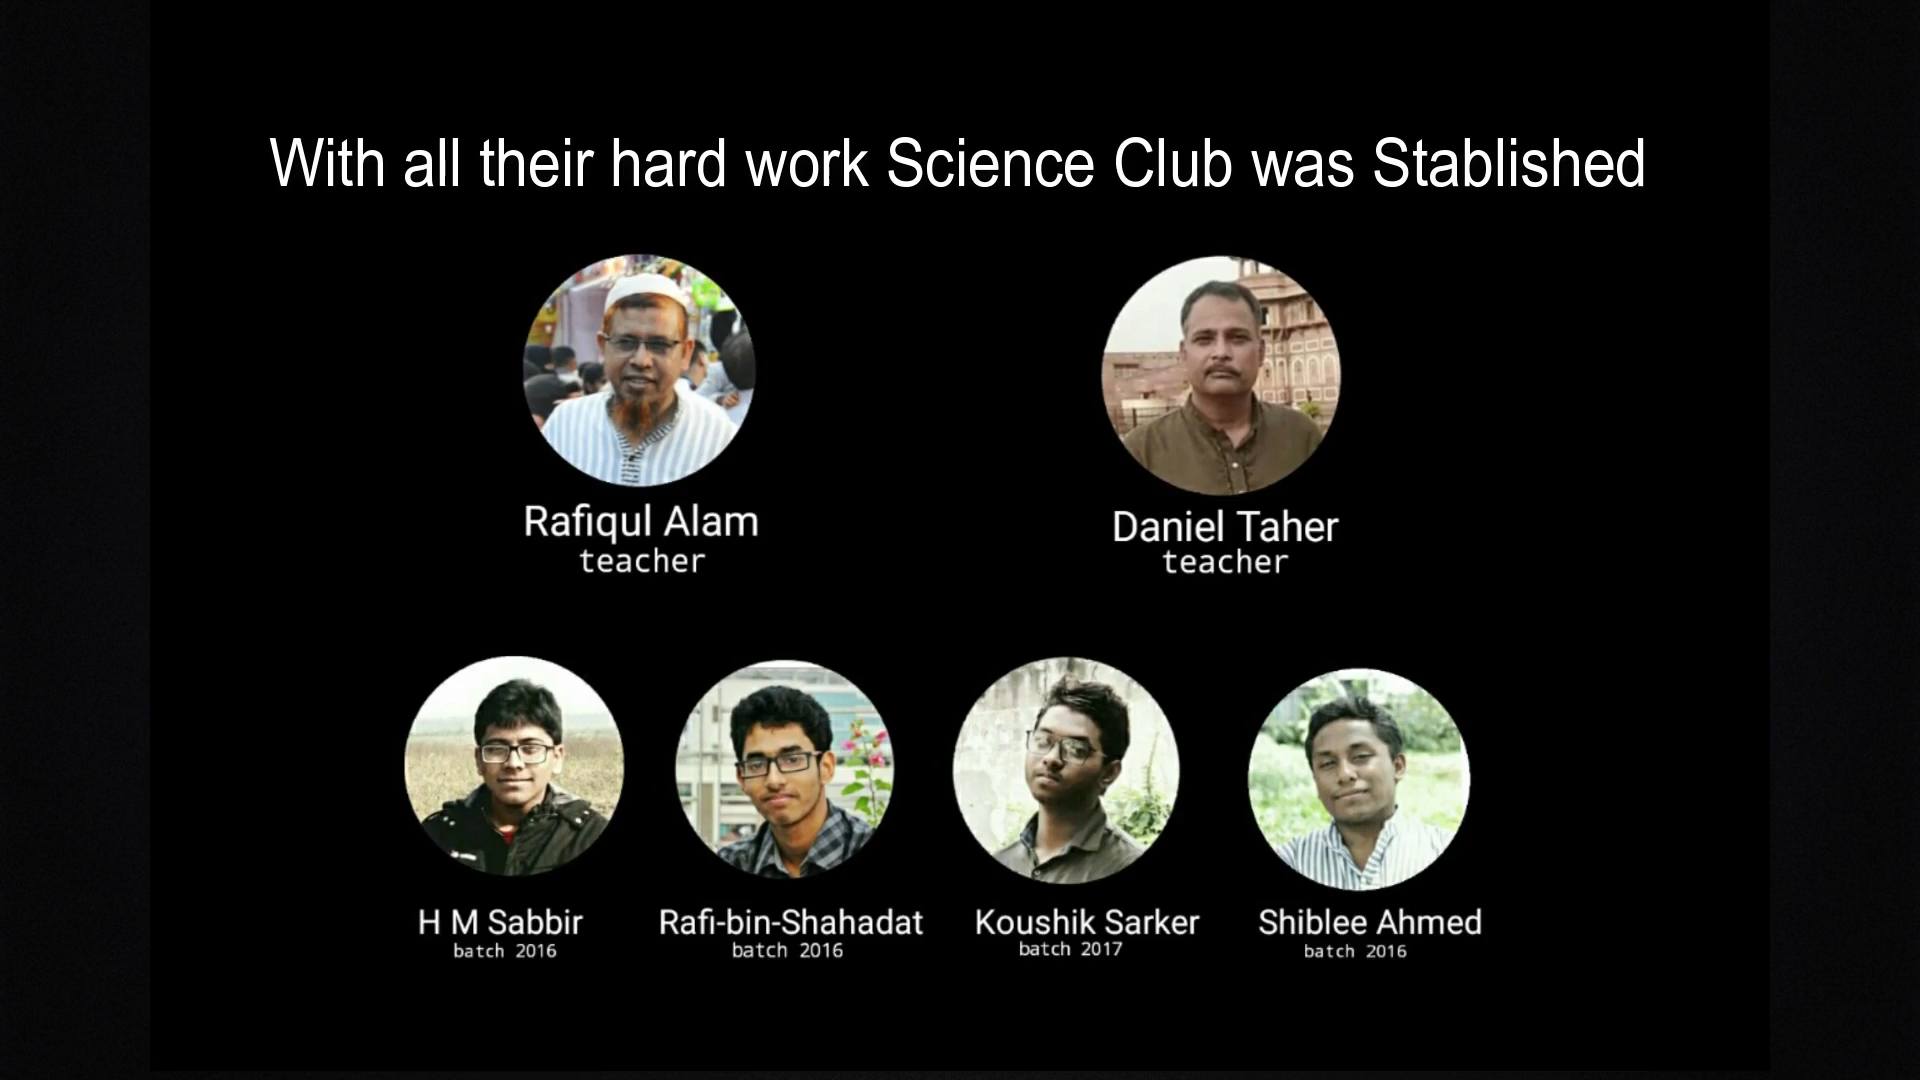 With all their hard work Science Club was Stablished
Rafiqul Alam
teacher
Daniel Taher
teacher
H M Sabbir
batch 2016
Rafi-bin-Shahadat
batch 2016
Koushik Sarker
batch 2017
Shiblee Ahmed
batch 2016